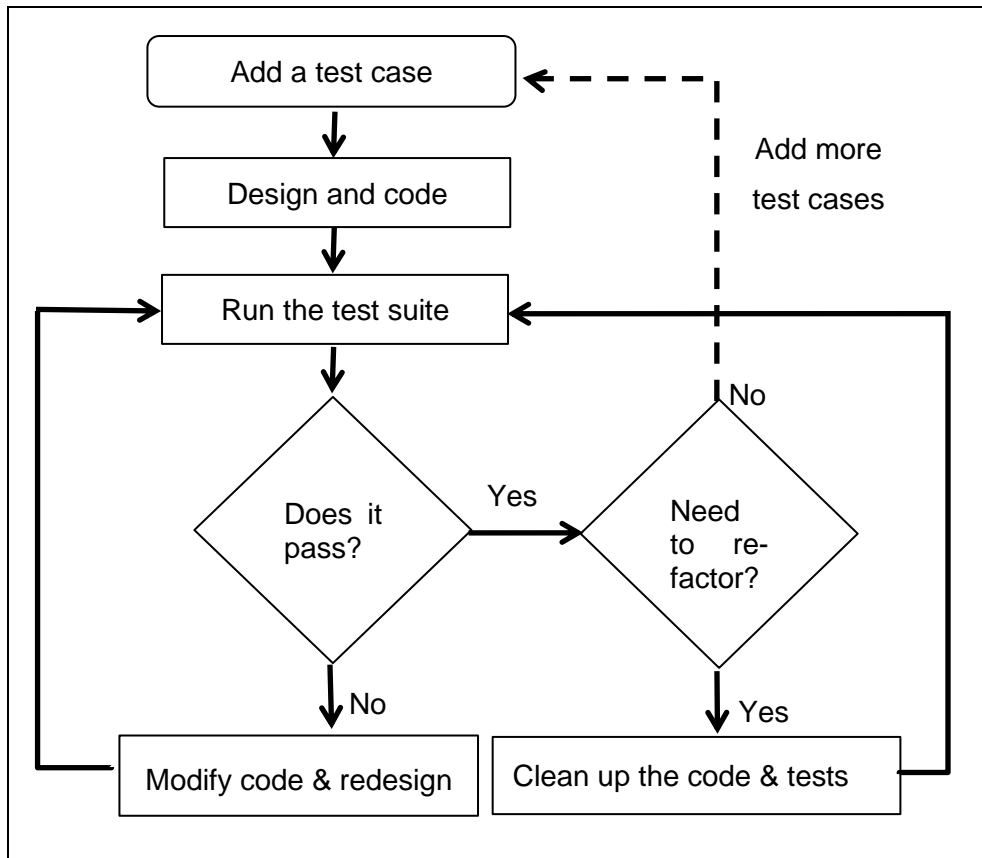 Add a test case
Add more
test cases
Design and code
Run the test suite
No
Yes
Does it
pass?
Need
to re-
factor?
No
Yes
Modify code & redesign
Clean up the code & tests